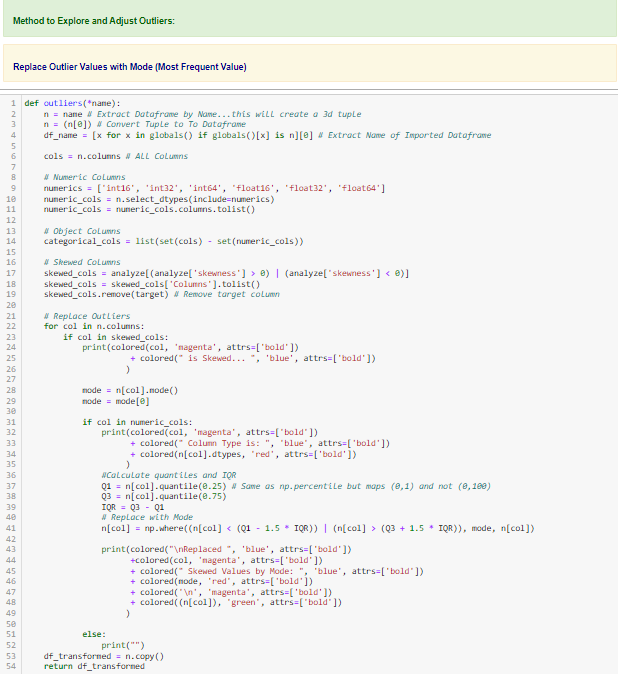 Method to Explore and Adjust Outliers:
Replace Outlier Values with Mode (Most Frequent Value)
1 def outliers(*name):
2     n = name # Extract Dataframe by Name...this will create a 3d tuple
3     n = (n[0]) # Convert Tuple to To Dataframe
4     df_name = [x for x in globals() if globals()[x] is n][0] # Extract Name of Imported Dataframe
5
6     cols = n.columns # All Columns
7
8     # Numeric Columns
9     numerics = ['int16', 'int32', 'int64', 'float16', 'float32', 'float64']
10     numeric_cols = n.select_dtypes(include=numerics)
11     numeric_cols = numeric_cols.columns.tolist()
12
13     # Object Columns
14     categorical_cols = list(set(cols) - set(numeric_cols))
15
16     # Skewed Columns
17     skewed_cols = analyze[(analyze['skewness'] > 0) | (analyze['skewness'] < 0)]
18     skewed_cols = skewed_cols['Columns'].tolist()
19     skewed_cols.remove(target) # Remove target column
20
21     # Replace Outliers
22     for col in n.columns:
23         if col in skewed_cols:
24             print(colored(col, 'magenta', attrs=['bold'])
25                       + colored(" is Skewed... ", 'blue', attrs=['bold'])
26                      )
27
28             mode = n[col].mode()
29             mode = mode[0]
30
31             if col in numeric_cols:
32                 print(colored(col, 'magenta', attrs=['bold'])
33                       + colored(" Column Type is: ", 'blue', attrs=['bold'])
34                       + colored(n[col].dtypes, 'red', attrs=['bold'])
35                      )
36                 #Calculate quantiles and IQR
37                 Q1 = n[col].quantile(0.25) # Same as np.percentile but maps (0,1) and not (0,100)
38                 Q3 = n[col].quantile(0.75)
39                 IQR = Q3 - Q1
40                 # Replace with Mode
41                 n[col] = np.where((n[col] < (Q1 - 1.5 * IQR)) | (n[col] > (Q3 + 1.5 * IQR)), mode, n[col])
42
43                 print(colored("\nReplaced ", 'blue', attrs=['bold'])
44                       +colored(col, 'magenta', attrs=['bold'])
45                       + colored(" Skewed Values by Mode: ", 'blue', attrs=['bold'])
46                       + colored(mode, 'red', attrs=['bold'])
47                       + colored('\n', 'magenta', attrs=['bold'])
48                       + colored((n[col]), 'green', attrs=['bold'])
49                      )
50
51             else:
52                 print("")
53     df_transformed = n.copy()
54     return df_transformed